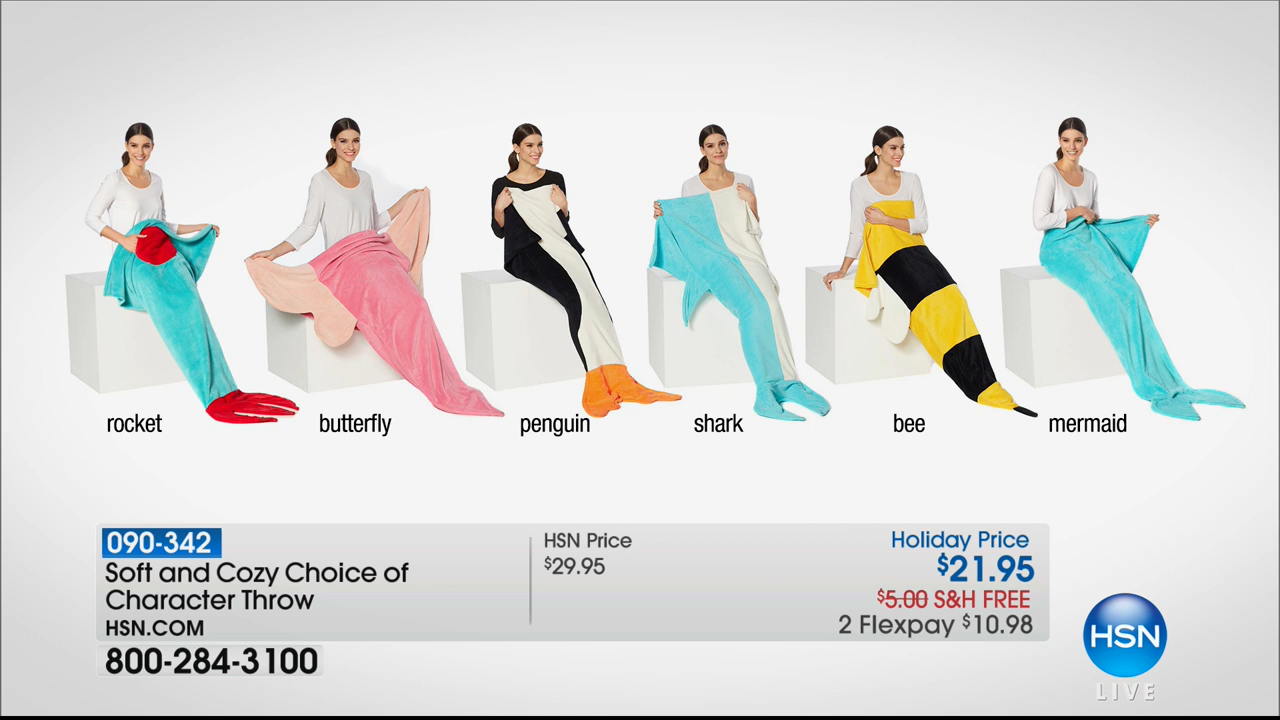 rocket
butterfly
penguin
shark
bee
mermaid
090-342
Soft and Cozy Choice of
Character Throw
HSN.COM
800-284-3100
HSN Price
$29.95
Holiday Price
$21.95
$5.00 S&H FREE
2 Flexpay $10.98
HSN
LIVE